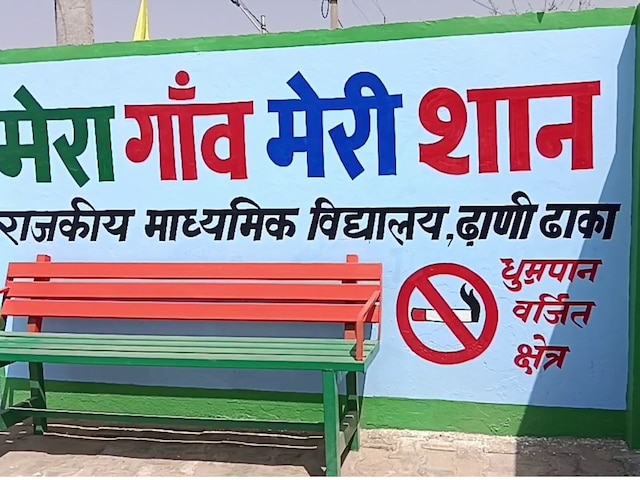 मेरा गाँव मेरी शान
राजकीय माध्यमिक विद्यालय, ढ़ाणी ढाका
धुम्रपान
वर्जित
क्षेत्र